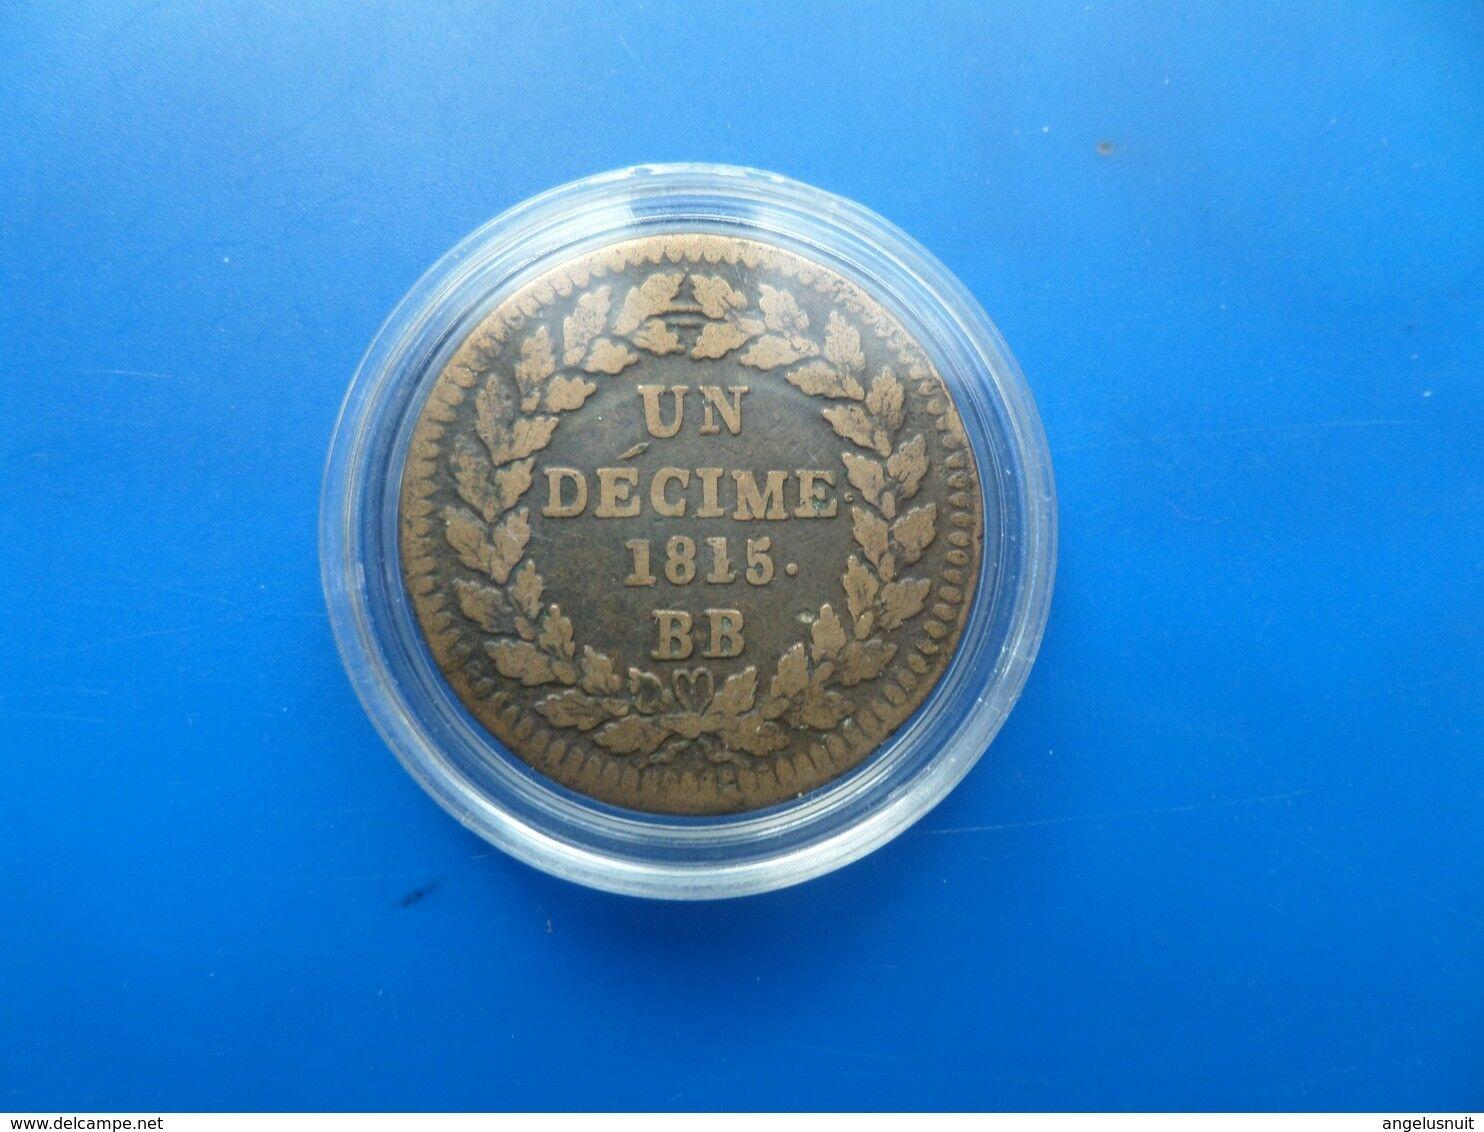 UN
DÉCIME.
1815.
BB
www.delcampe.net
angelusnuit